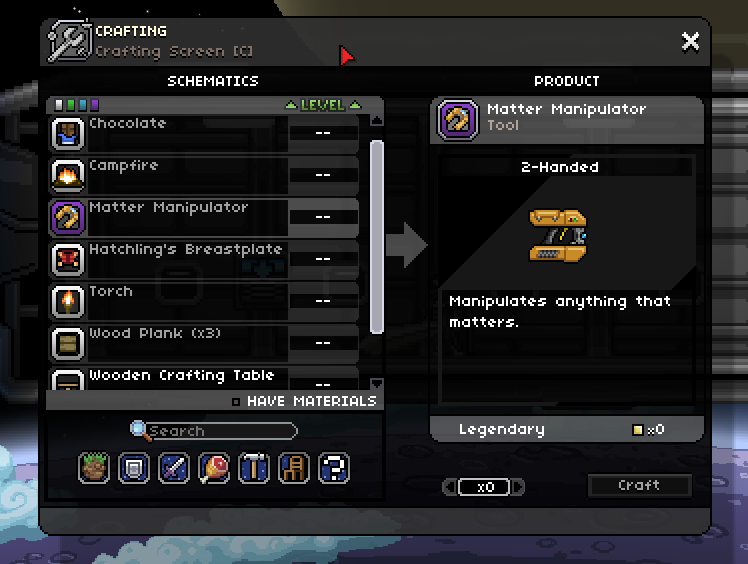 CRAFTING
Crafting Screen [C]
SCHEMATICS
LEVEL
Chocolate
--
Campfire
--
Matter Manipulator
--
Hatchling's Breastplate
--
Torch
--
Wood Plank (x3)
--
Wooden Crafting Table
--
HAVE MATERIALS
Search
?
PRODUCT
Matter Manipulator
Tool
2-Handed
Manipulates anything that
matters.
Legendary
x0
x0
Craft